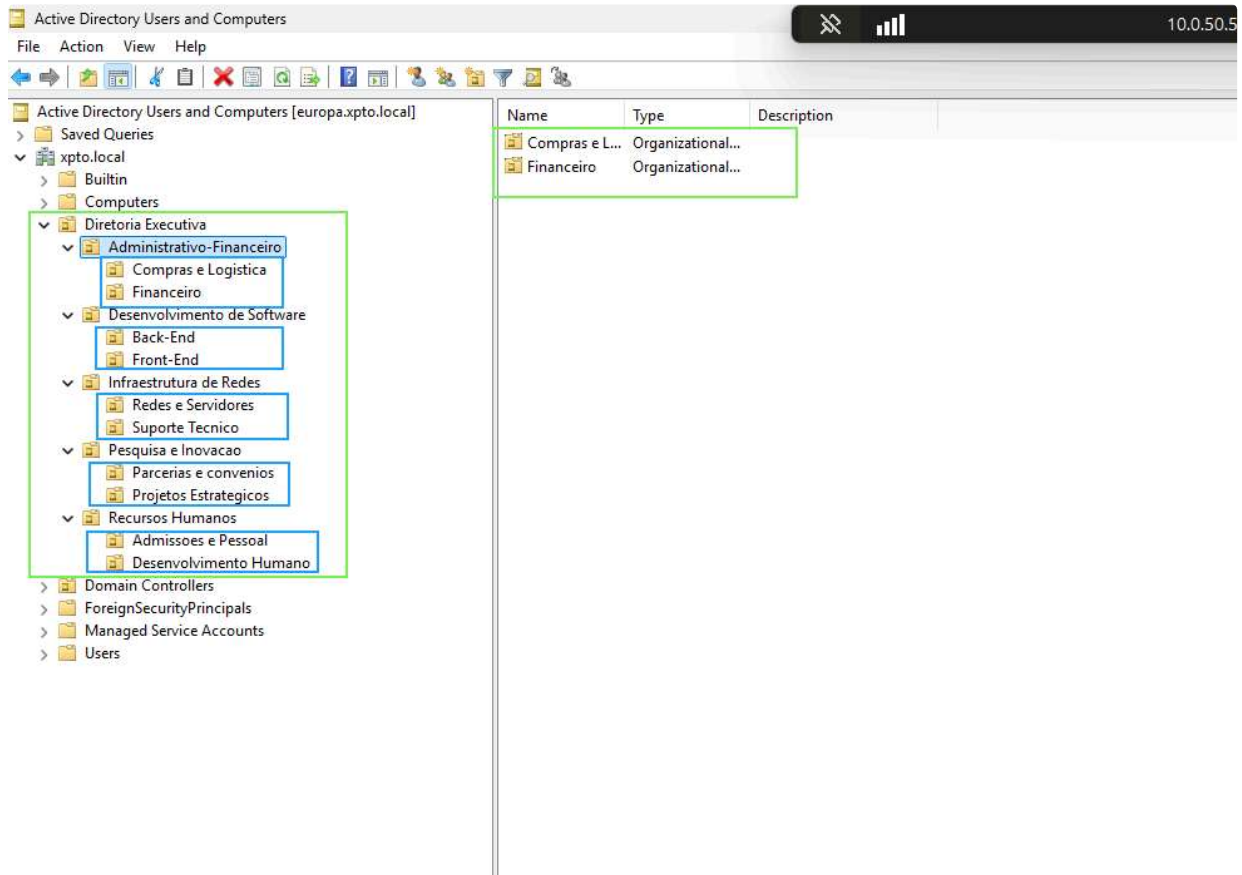 Active Directory Users and Computers
10.0.50.5
File Action View Help
Active Directory Users and Computers [europa.xpto.local]
Saved Queries
xpto.local
Builtin
Computers
Diretoria Executiva
Administrativo-Financeiro
Compras e Logistica
Financeiro
Desenvolvimento de Software
Back-End
Front-End
Infraestrutura de Redes
Redes e Servidores
Suporte Tecnico
Pesquisa e Inovacao
Parcerias e convenios
Projetos Estrategicos
Recursos Humanos
Admissoes e Pessoal
Desenvolvimento Humano
Domain Controllers
ForeignSecurityPrincipals
Managed Service Accounts
Users
Name Type Description
Compras e L... Organizational...
Financeiro Organizational...